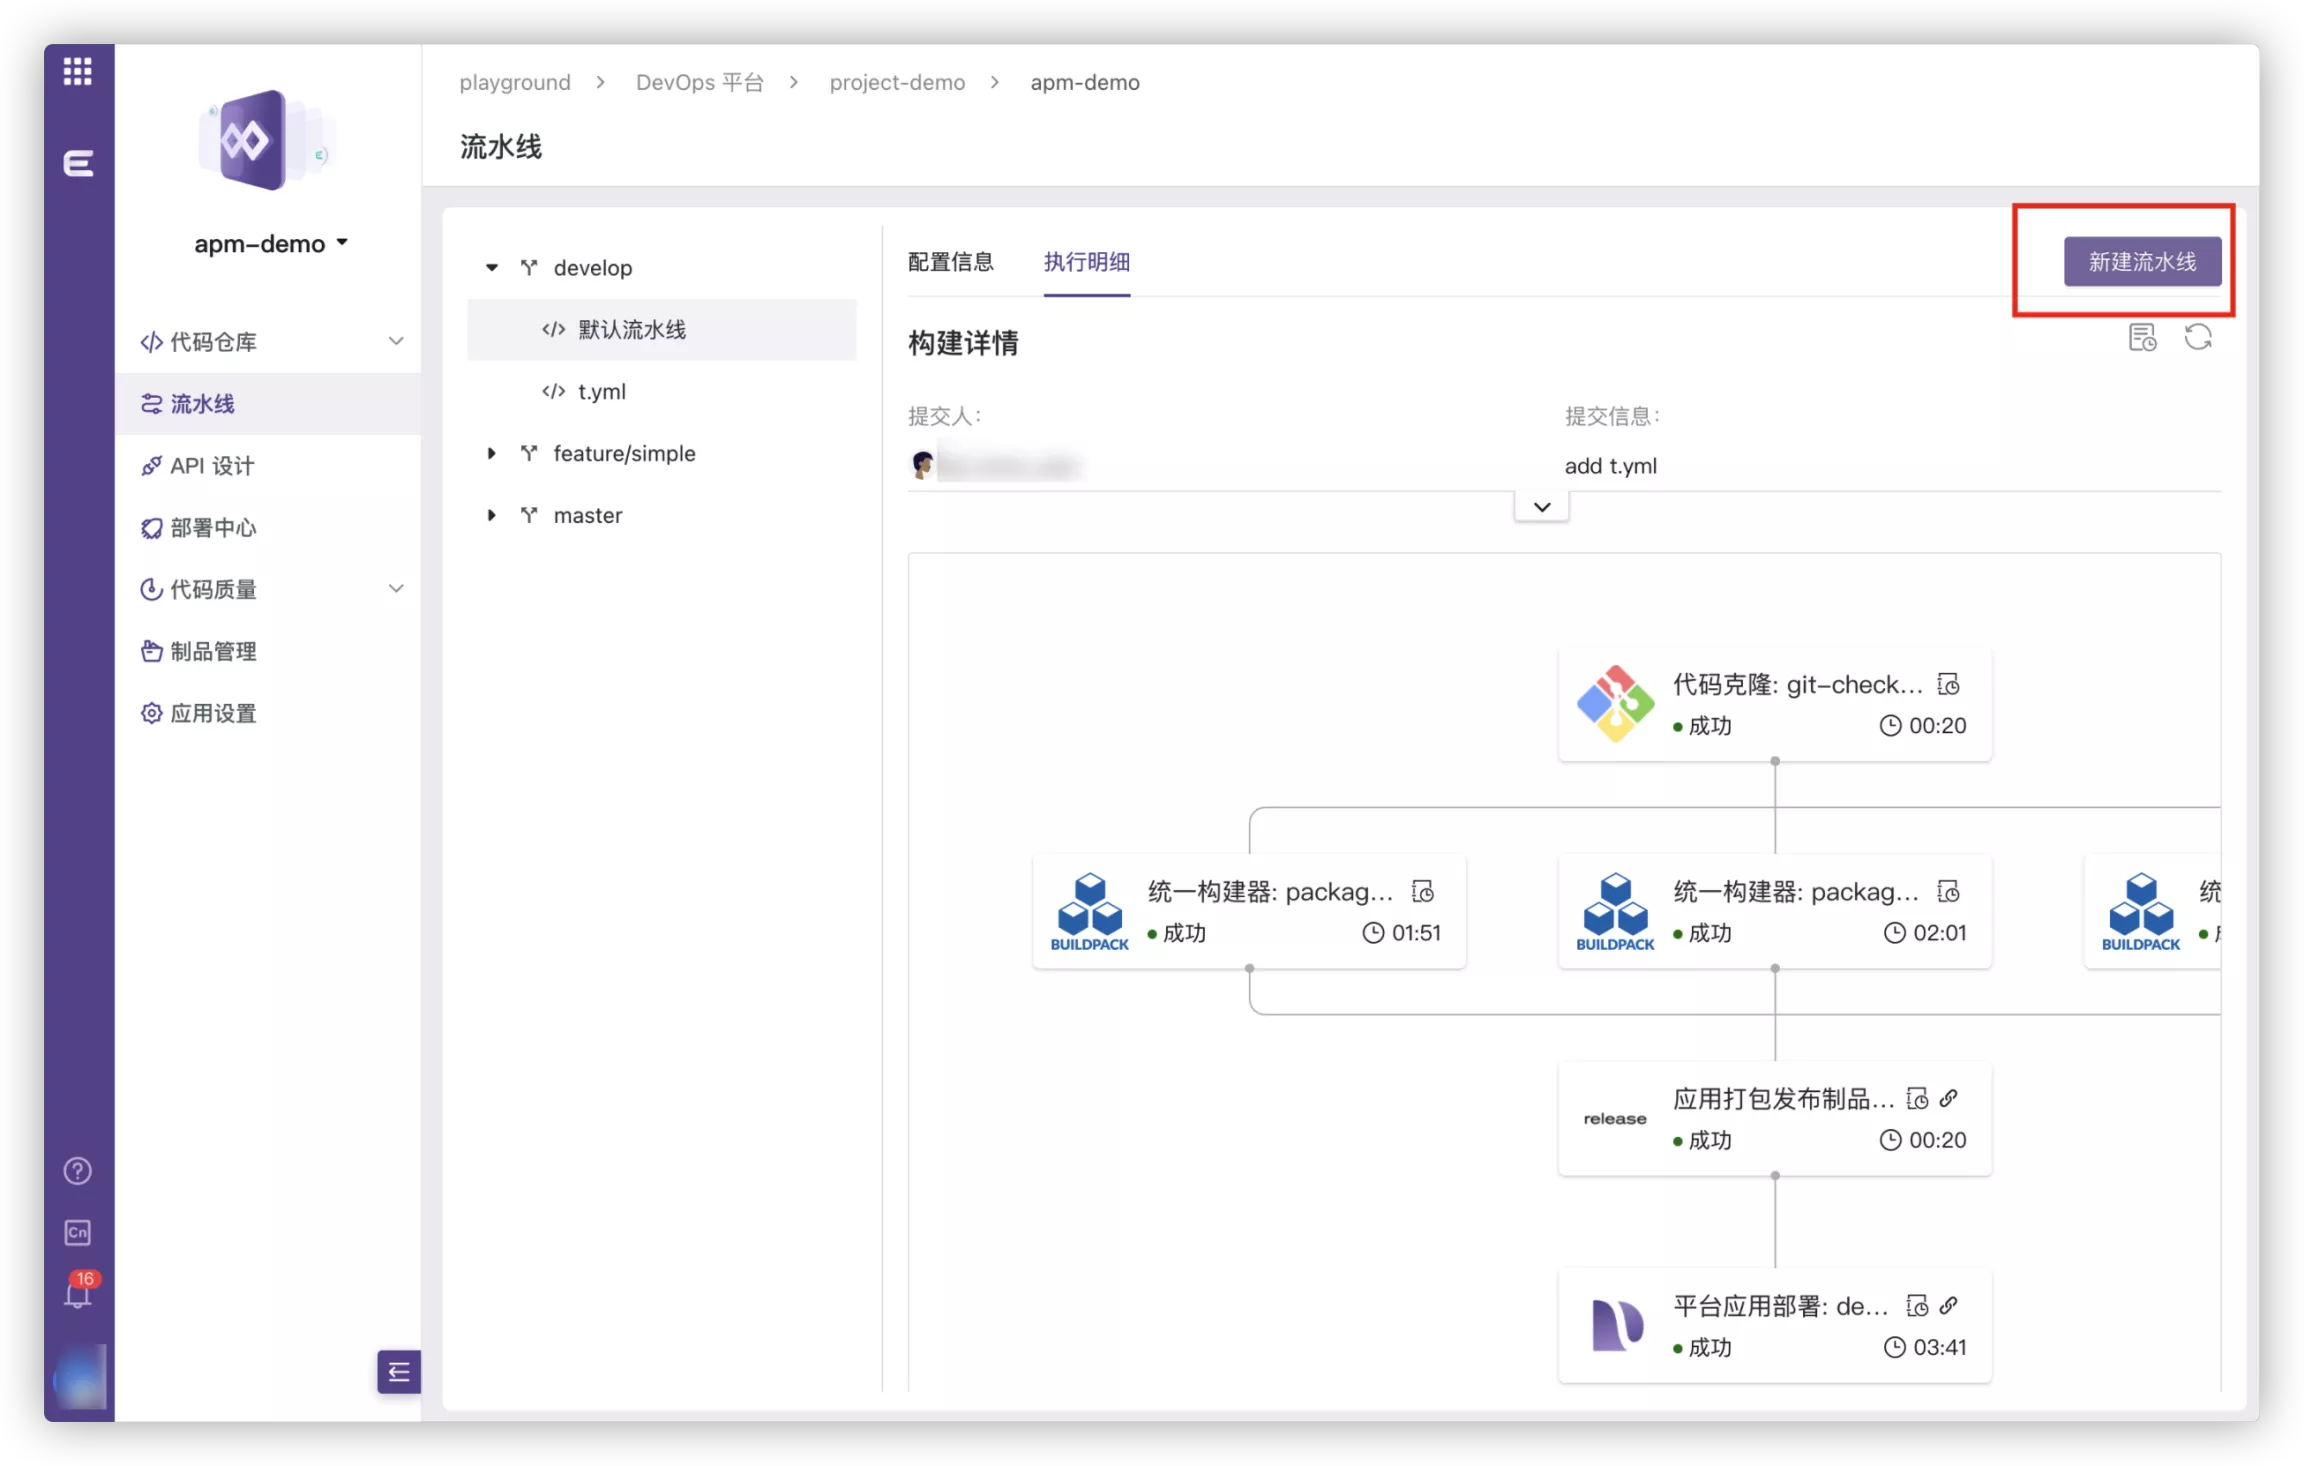 playground > DevOps 平台 > project-demo > apm-demo
流水线
apm-demo
代码仓库
流水线
API 设计
部署中心
代码质量
制品管理
应用设置
Cn
16
develop
默认流水线
t.yml
feature/simple
master
配置信息
执行明细
新建流水线
构建详情
提交人:
提交信息:
add t.yml
代码克隆: git-check...
成功
00:20
BUILDPACK
统一构建器: packag...
成功
01:51
BUILDPACK
统一构建器: packag...
成功
02:01
BUILDPACK
统
release
应用打包发布制品...
成功
00:20
平台应用部署: de...
成功
03:41